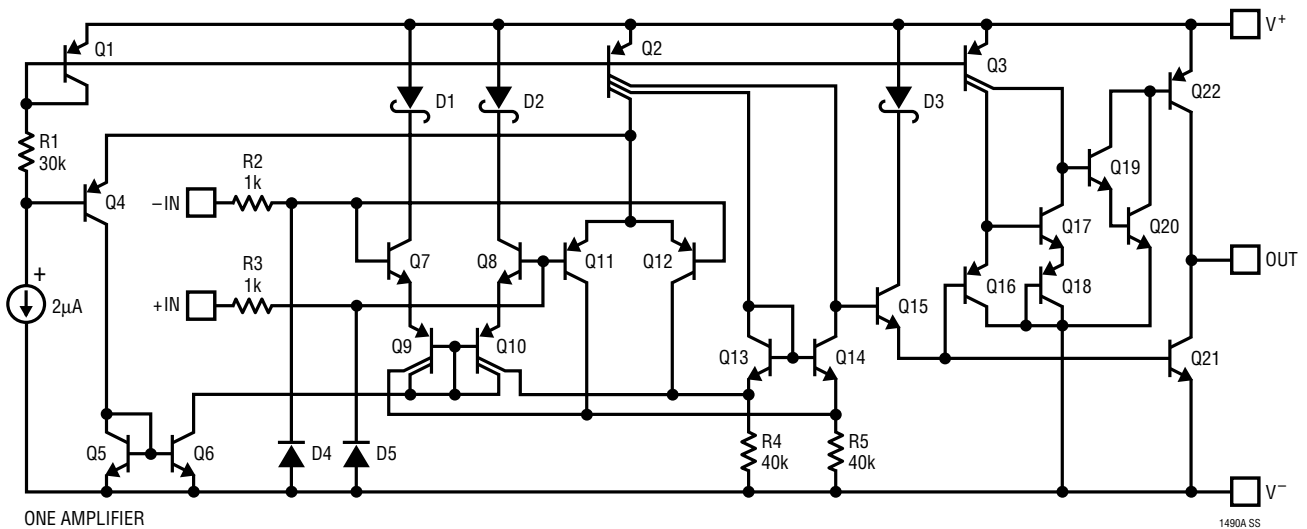 V+
Q1
Q2
Q3
Q22
D1
D2
D3
R1
30k
R2
1k
Q19
Q4
–IN
Q17
Q20
Q7
Q8
Q11
Q12
OUT
+
2µA
R3
1k
+IN
Q16
Q18
Q15
Q9
Q10
Q13
Q14
Q21
Q5
Q6
D4
D5
R4
40k
R5
40k
V–
ONE AMPLIFIER
1490A SS